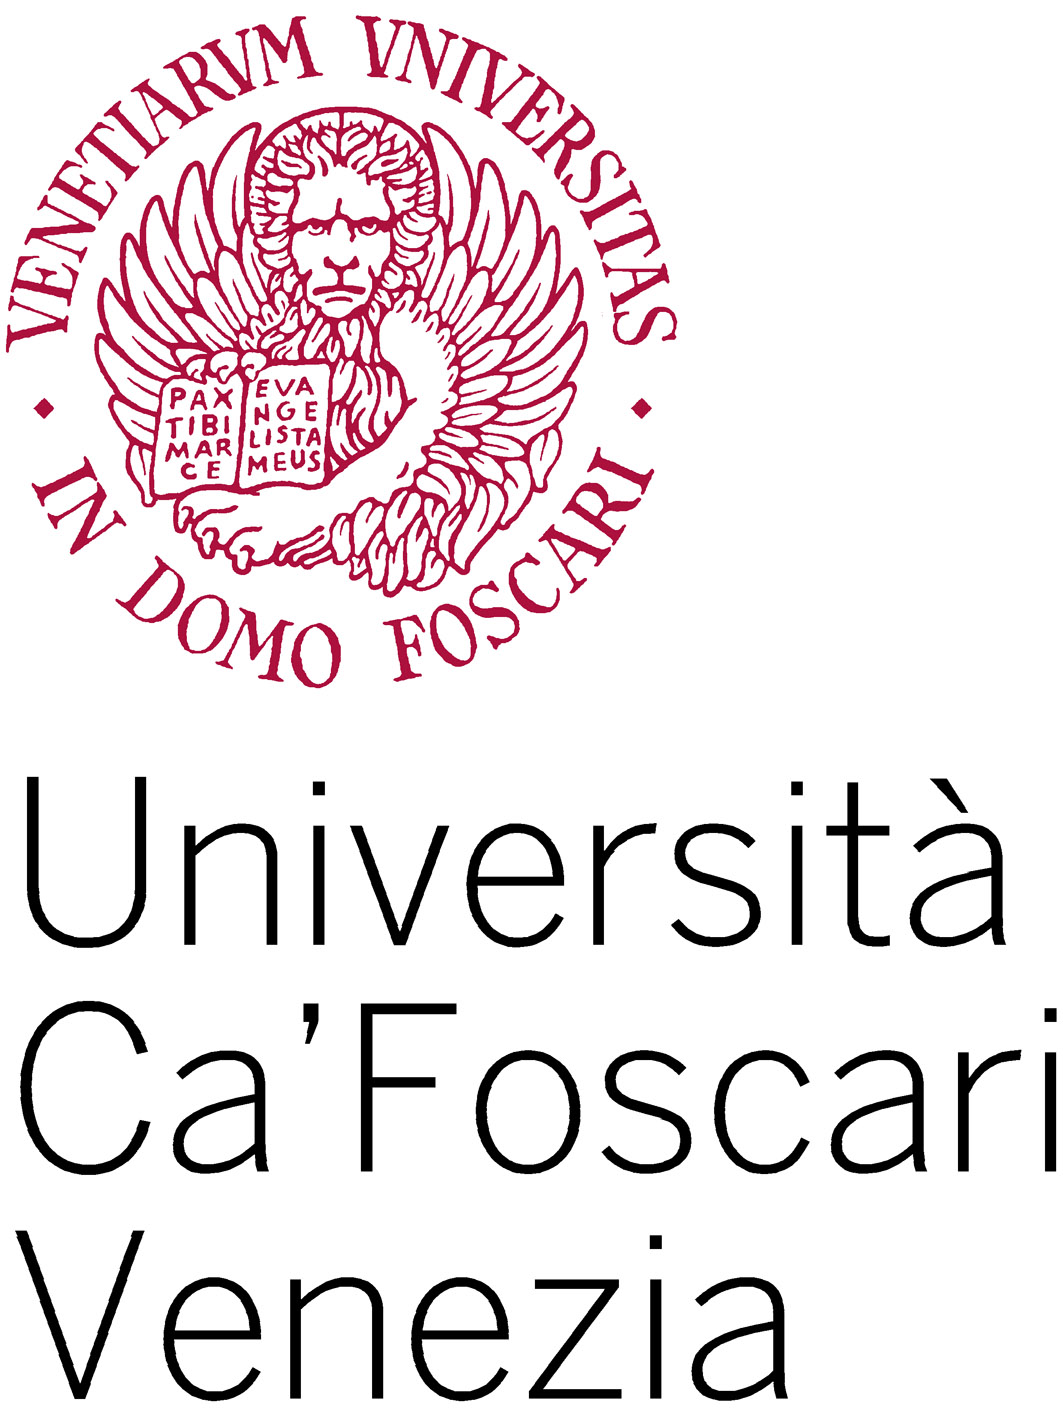 VENETIARVM VNIVERSITAS
PAX
TIBI
MAR
CE
EVA
NGE
LISTA
MEUS
IN DOMO FOSCARI
Università
Ca’Foscari
Venezia